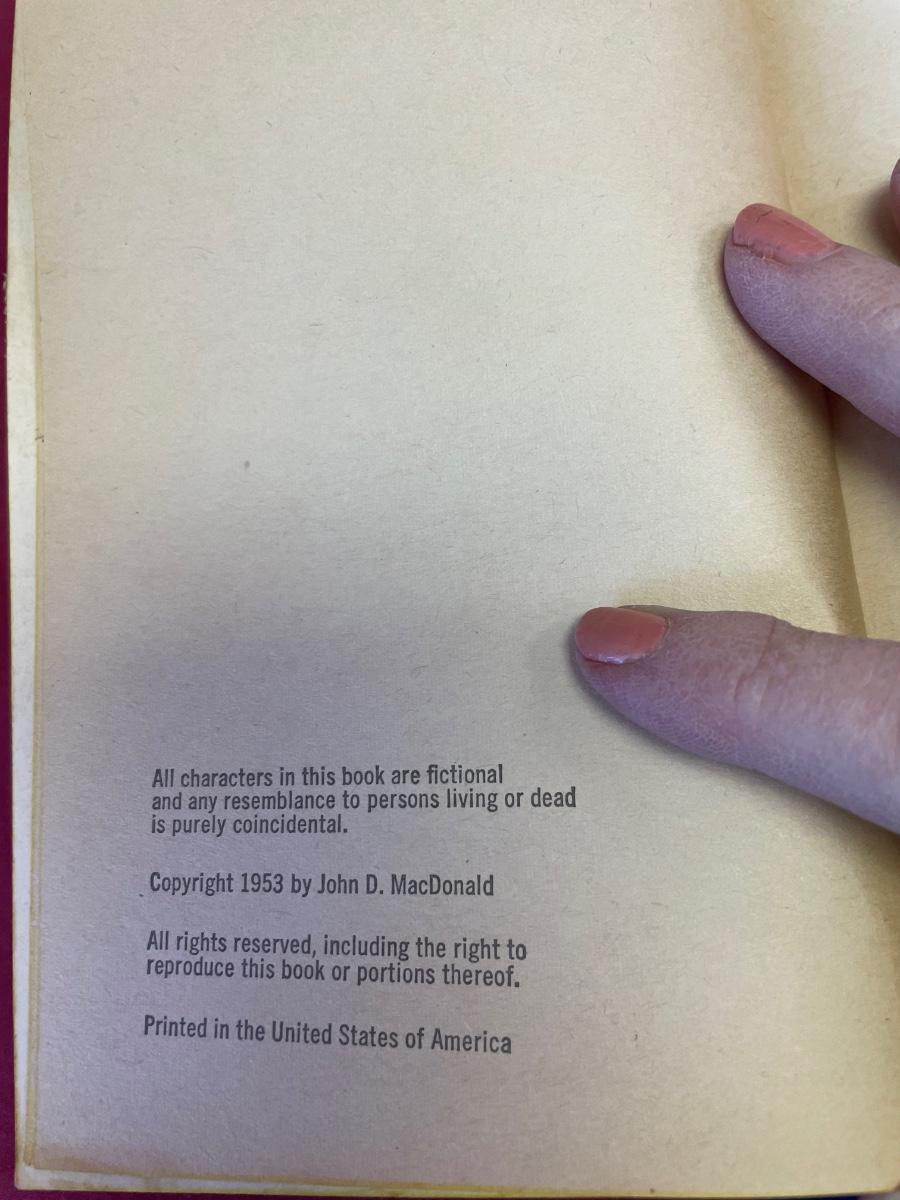 All characters in this book are fictional
and any resemblance to persons living or dead
is purely coincidental.
Copyright 1953 by John D. MacDonald
All rights reserved, including the right to
reproduce this book or portions thereof.
Printed in the United States of America